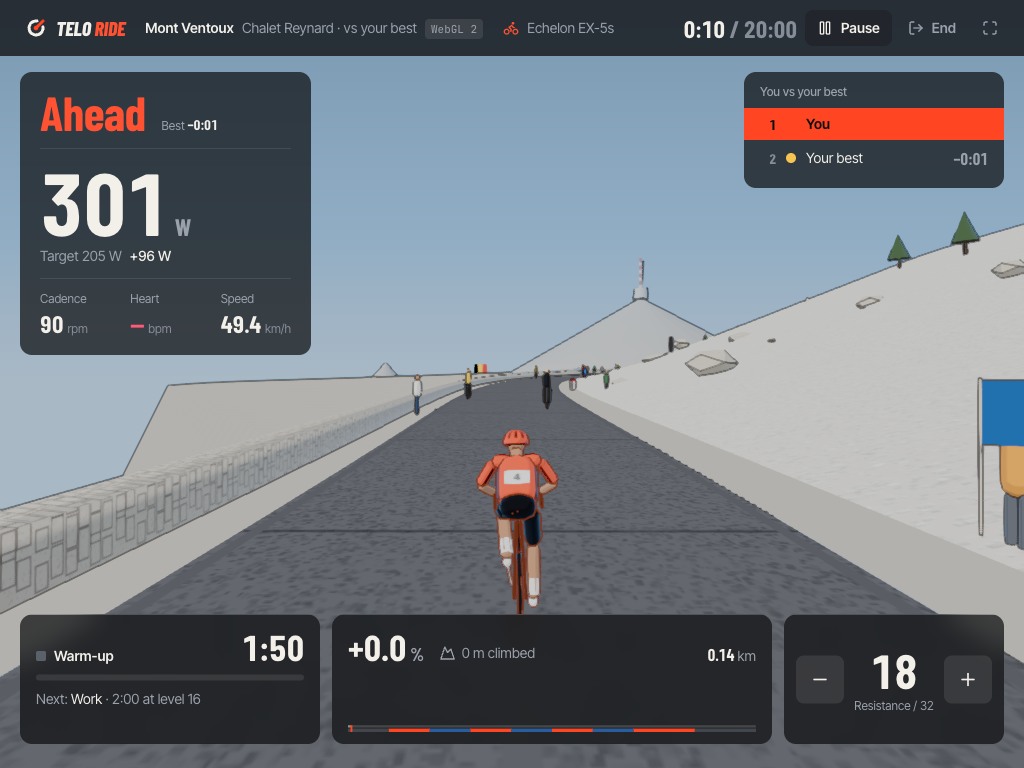 TELO RIDE
Mont Ventoux Chalet Reynard · vs your best WebGL 2
Echelon EX-5s
0:10 / 20:00
Pause
End
Ahead Best −0:01
301 W
Target 205 W +96 W
Cadence Heart Speed
90 rpm – bpm 49.4 km/h
You vs your best
1 You
2 Your best −0:01
4
Warm-up 1:50
Next: Work · 2:00 at level 16
+0.0 % 0 m climbed 0.14 km
− 18 +
Resistance / 32